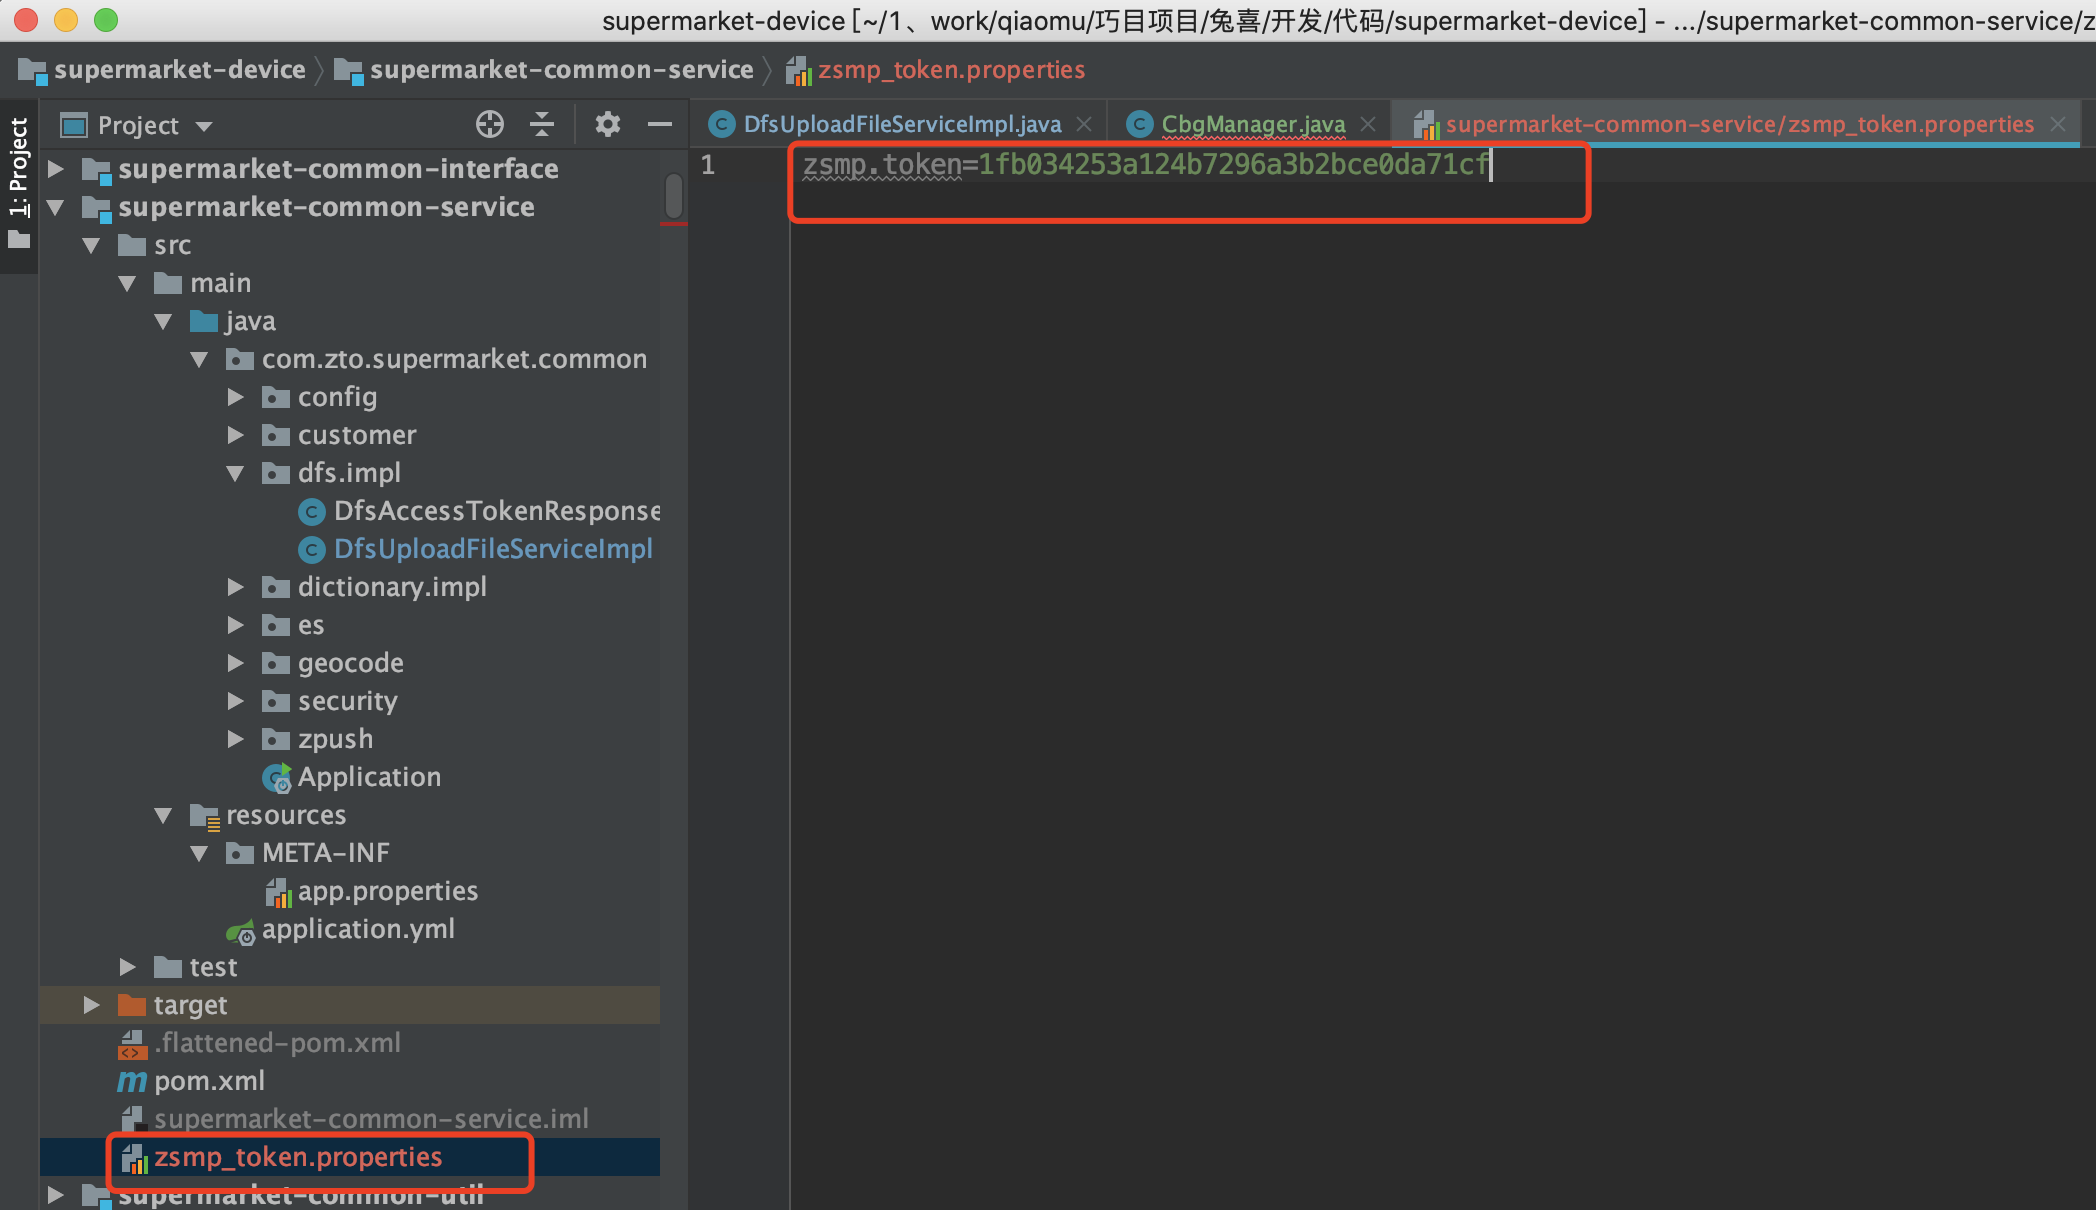 supermarket-device [~/1、work/qiaomu/巧目项目/兔喜/开发/代码/supermarket-device] - .../supermarket-common-service/z
supermarket-device
supermarket-common-service
zsmp_token.properties
1: Project
Project
DfsUploadFileServiceImpl.java
CbgManager.java
supermarket-common-service/zsmp_token.properties
1
zsmp.token=1fb034253a124b7296a3b2bce0da71cf
supermarket-common-interface
supermarket-common-service
src
main
java
com.zto.supermarket.common
config
customer
dfs.impl
DfsAccessTokenResponse
DfsUploadFileServiceImpl
dictionary.impl
es
geocode
security
zpush
Application
resources
META-INF
app.properties
application.yml
test
target
.flattened-pom.xml
pom.xml
supermarket-common-service.iml
zsmp_token.properties
supermarket-common-util